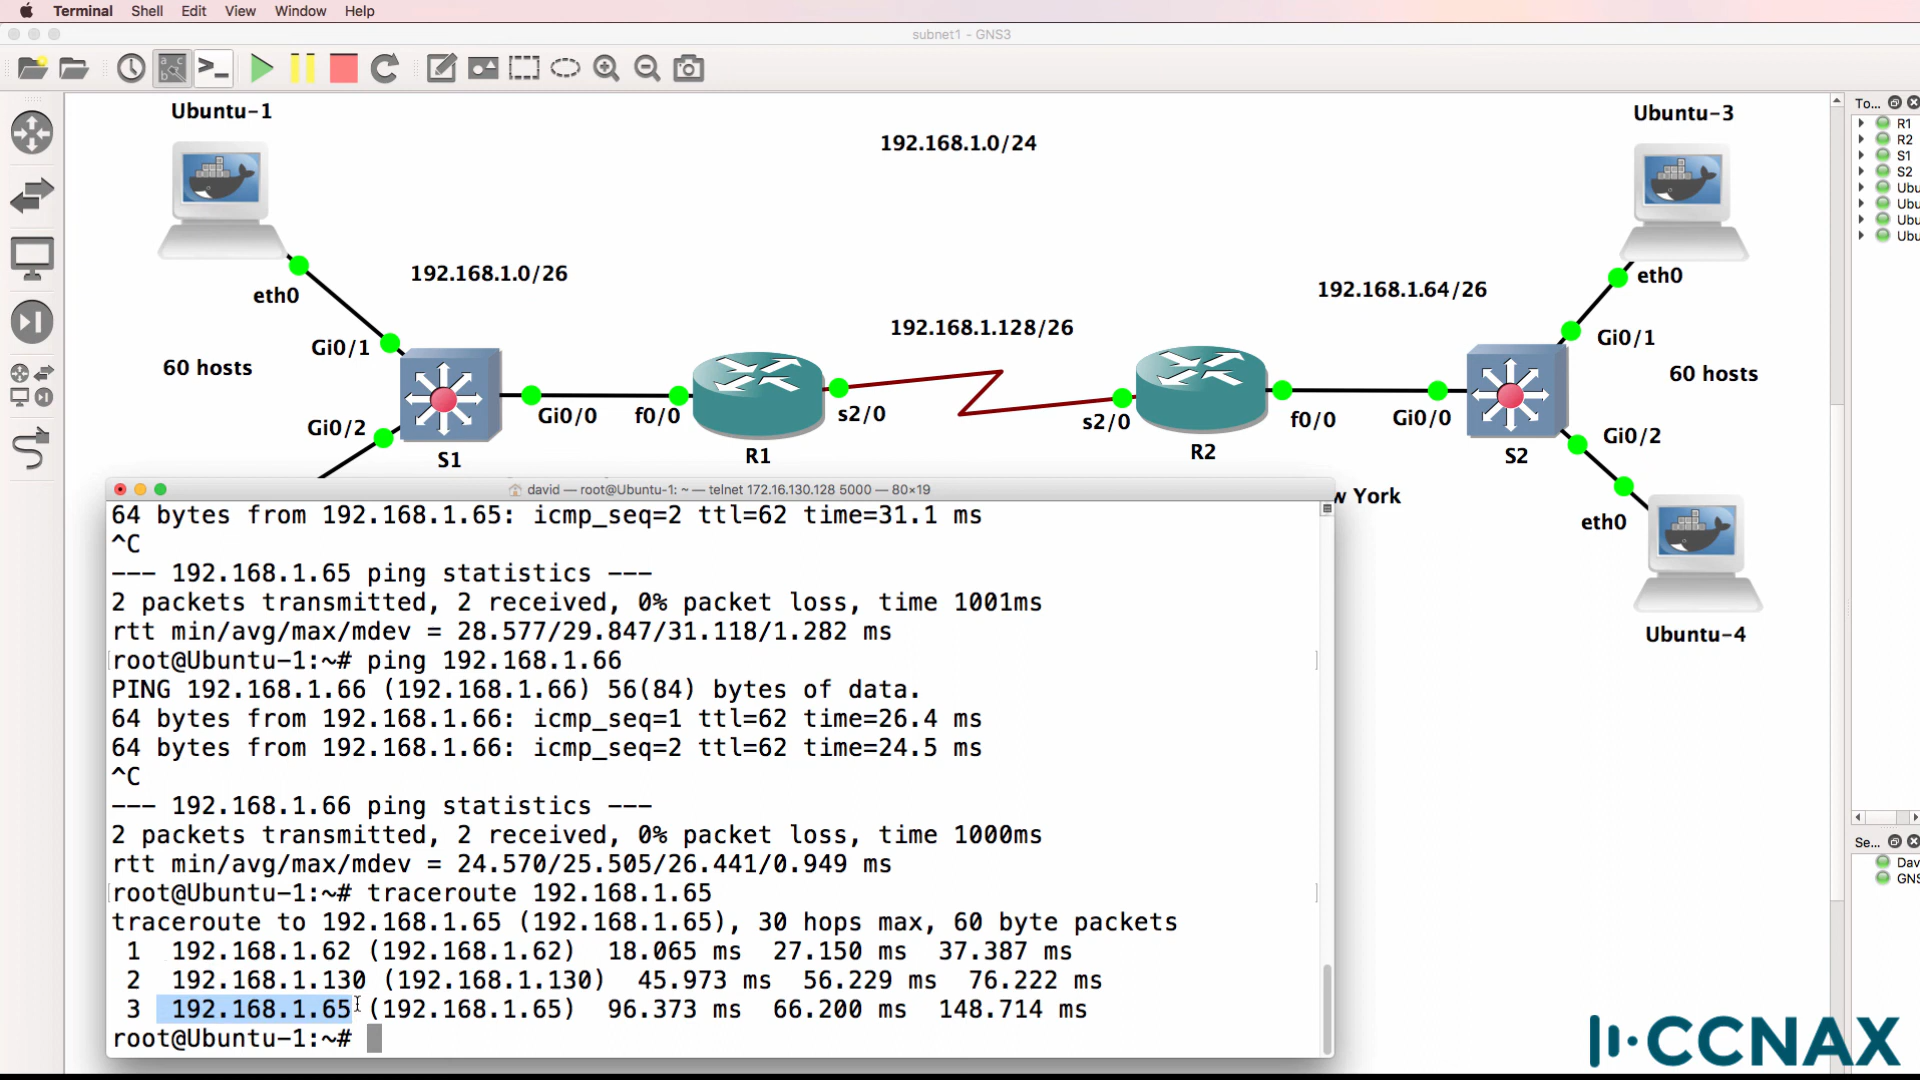 Terminal Shell Edit View Window Help
subnet1 - GNS3
Ubuntu-1
Ubuntu-3
To...
192.168.1.0/24
R1
R2
S1
S2
Ubu
Ubu
Ubu
Ubu
192.168.1.0/26
eth0
192.168.1.64/26
eth0
192.168.1.128/26
Gi0/1
Gi0/1
60 hosts
60 hosts
Gi0/0
f0/0
s2/0
s2/0
f0/0
Gi0/0
Gi0/2
Gi0/2
S1
R1
R2
S2
w York
eth0
Ubuntu-4
david — root@Ubuntu-1: ~ — telnet 172.16.130.128 5000 — 80×19
64 bytes from 192.168.1.65: icmp_seq=2 ttl=62 time=31.1 ms
^C
--- 192.168.1.65 ping statistics ---
2 packets transmitted, 2 received, 0% packet loss, time 1001ms
rtt min/avg/max/mdev = 28.577/29.847/31.118/1.282 ms
root@Ubuntu-1:~# ping 192.168.1.66
PING 192.168.1.66 (192.168.1.66) 56(84) bytes of data.
64 bytes from 192.168.1.66: icmp_seq=1 ttl=62 time=26.4 ms
64 bytes from 192.168.1.66: icmp_seq=2 ttl=62 time=24.5 ms
^C
--- 192.168.1.66 ping statistics ---
2 packets transmitted, 2 received, 0% packet loss, time 1000ms
rtt min/avg/max/mdev = 24.570/25.505/26.441/0.949 ms
root@Ubuntu-1:~# traceroute 192.168.1.65
traceroute to 192.168.1.65 (192.168.1.65), 30 hops max, 60 byte packets
1 192.168.1.62 (192.168.1.62) 18.065 ms 27.150 ms 37.387 ms
2 192.168.1.130 (192.168.1.130) 45.973 ms 56.229 ms 76.222 ms
3 192.168.1.65 (192.168.1.65) 96.373 ms 66.200 ms 148.714 ms
root@Ubuntu-1:~#
Se...
Dav
GNS
CCNAX